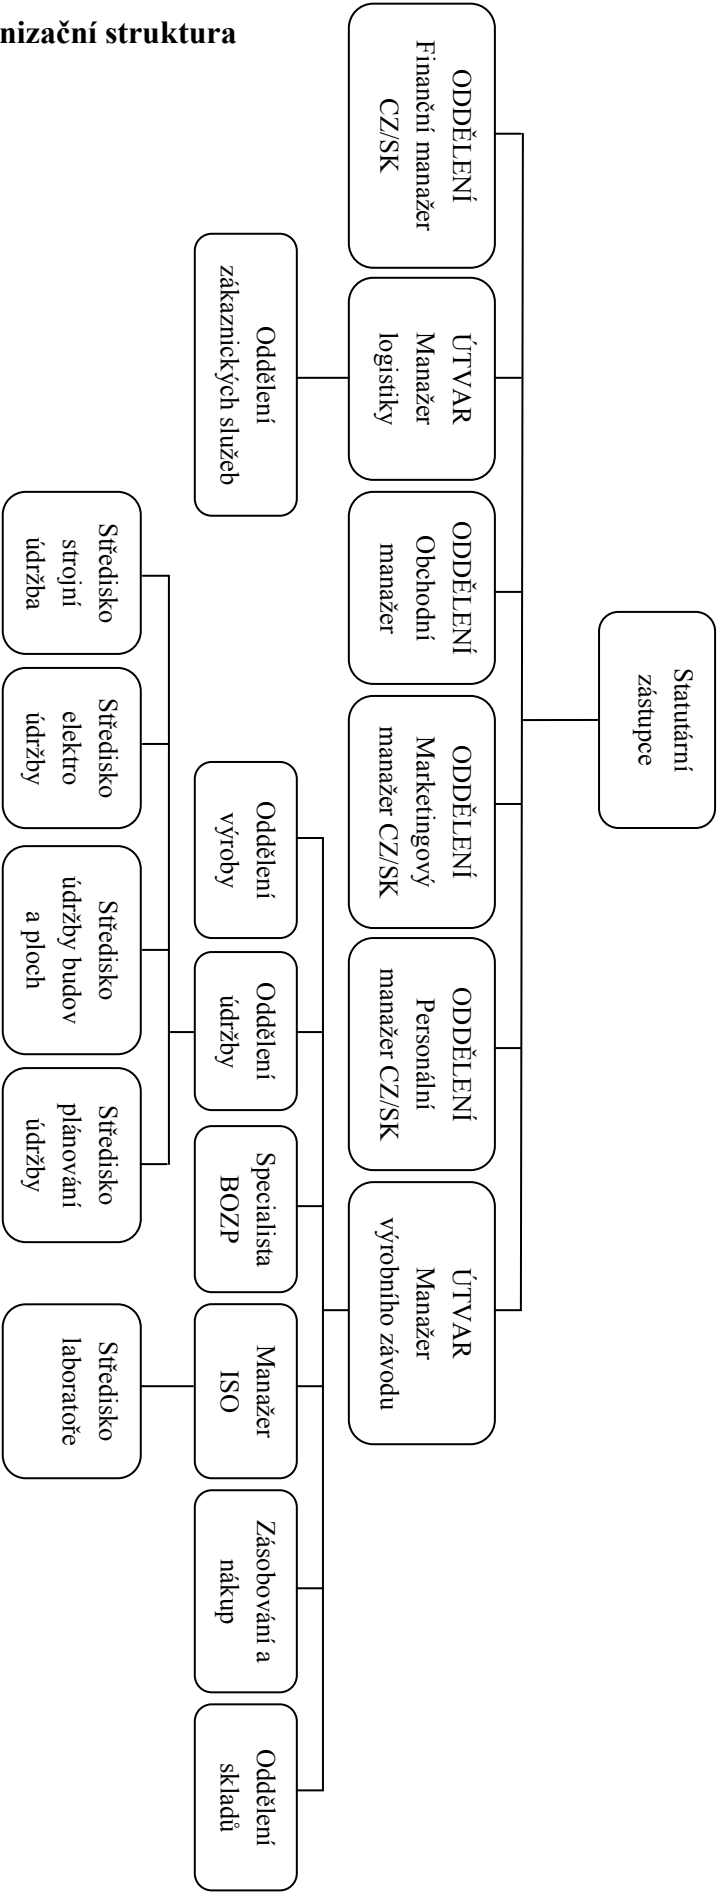 nizační struktura
Statutární
zástupce
ODDĚLENÍ
Finanční manažer
CZ/SK
ÚTVAR
Manažer
logistiky
ODDĚLENÍ
Obchodní
manažer
ODDĚLENÍ
Marketingový
manažer CZ/SK
ODDĚLENÍ
Personální
manažer CZ/SK
ÚTVAR
Manažer
výrobního závodu
Oddělení
zákaznických služeb
Oddělení
výroby
Oddělení
údržby
Specialista
BOZP
Manažer
ISO
Zásobování a
nákup
Oddělení
skladů
Středisko
strojní
údržba
Středisko
elektro
údržby
Středisko
údržby budov
a ploch
Středisko
plánování
údržby
Středisko
laboratoře